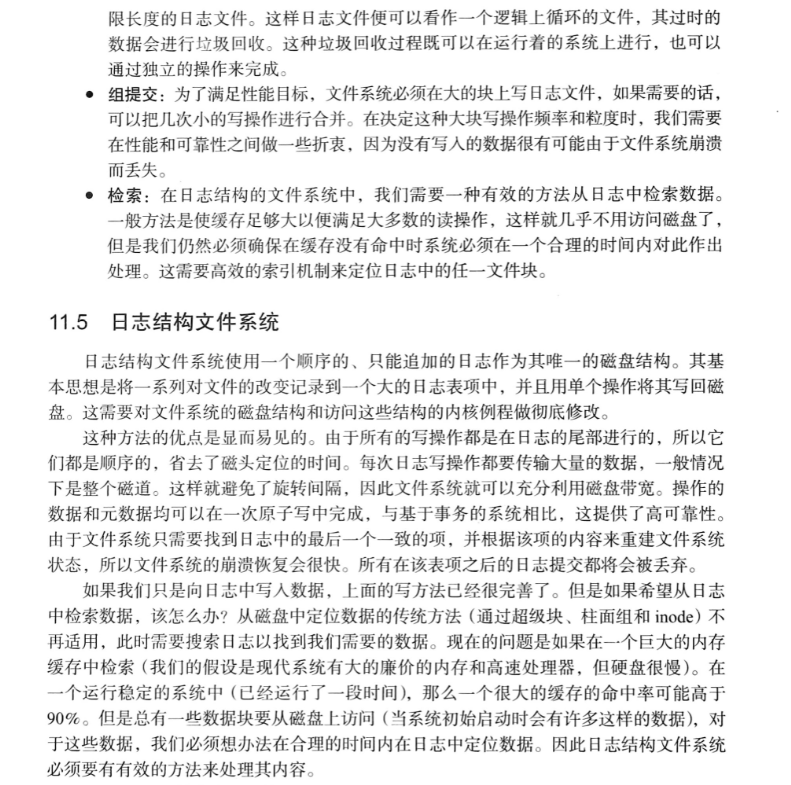 限长度的日志文件。这样日志文件便可以看作一个逻辑上循环的文件，其过时的
数据会进行垃圾回收。这种垃圾回收过程既可以在运行着的系统上进行，也可以
通过独立的操作来完成。
● 组提交：为了满足性能目标，文件系统必须在大的块上写日志文件，如果需要的话，
可以把几次小的写操作进行合并。在决定这种大块写操作频率和粒度时，我们需要
在性能和可靠性之间做一些折衷，因为没有写入的数据很有可能由于文件系统崩溃
而丢失。
● 检索：在日志结构的文件系统中，我们需要一种有效的方法从日志中检索数据。
一般方法是使缓存足够大以便满足大多数的读操作，这样就几乎不用访问磁盘了，
但是我们仍然必须确保在缓存没有命中时系统必须在一个合理的时间内对此作出
处理。这需要高效的索引机制来定位日志中的任一文件块。
11.5 日志结构文件系统
日志结构文件系统使用一个顺序的、只能追加的日志作为其唯一的磁盘结构。其基
本思想是将一系列对文件的改变记录到一个大的日志表项中，并且用单个操作将其写回磁
盘。这需要对文件系统的磁盘结构和访问这些结构的内核例程做彻底修改。
这种方法的优点是显而易见的。由于所有的写操作都是在日志的尾部进行的，所以它
们都是顺序的，省去了磁头定位的时间。每次日志写操作都要传输大量的数据，一般情况
下是整个磁道。这样就避免了旋转间隔，因此文件系统就可以充分利用磁盘带宽。操作的
数据和元数据均可以在一次原子写中完成，与基于事务的系统相比，这提供了高可靠性。
由于文件系统只需要找到日志中的最后一个一致的项，并根据该项的内容来重建文件系统
状态，所以文件系统的崩溃恢复会很快。所有在该表项之后的日志提交都将会被丢弃。
如果我们只是向日志中写入数据，上面的写方法已经很完善了。但是如果希望从日志
中检索数据，该怎么办？从磁盘中定位数据的传统方法（通过超级块、柱面组和 inode）不
再适用，此时需要搜索日志以找到我们需要的数据。现在的问题是如果在一个巨大的内存
缓存中检索（我们的假设是现代系统有大的廉价的内存和高速处理器，但硬盘很慢）。在
一个运行稳定的系统中（已经运行了一段时间），那么一个很大的缓存的命中率可能高于
90%。但是总有一些数据块要从磁盘上访问（当系统初始启动时会有许多这样的数据），对
于这些数据，我们必须想办法在合理的时间内在日志中定位数据。因此日志结构文件系统
必须要有有效的方法来处理其内容。